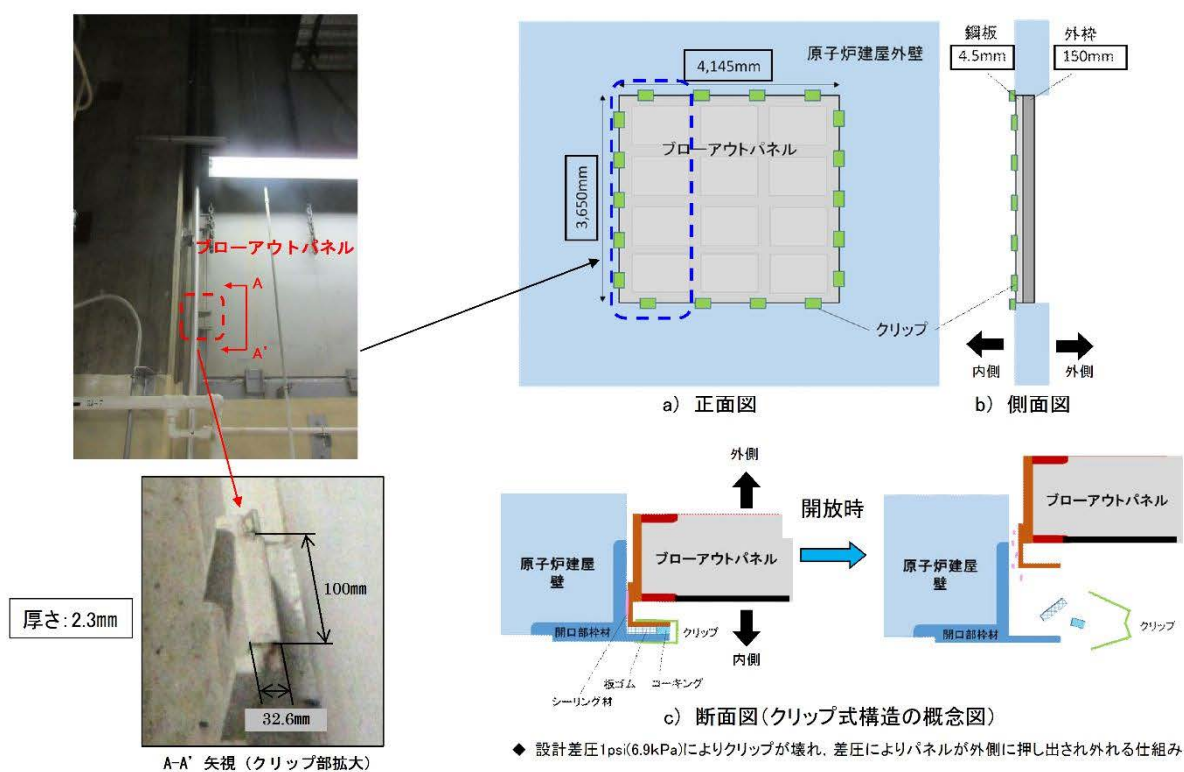 ブローアウトパネル
A
A'
厚さ:2.3mm
100mm
32.6mm
A-A' 矢視(クリップ部拡大)
4,145mm
原子炉建屋外壁
ブローアウトパネル
3,650mm
クリップ
a) 正面図
鋼板
4.5mm
外枠
150mm
内側
外側
b) 側面図
外側
原子炉建屋
壁
ブローアウトパネル
開口部枠材
クリップ
内側
板ゴム
コーキング
シーリング材
開放時
ブローアウトパネル
原子炉建屋
壁
開口部枠材
クリップ
c) 断面図(クリップ式構造の概念図)
◆ 設計差圧1psi(6.9kPa)によりクリップが壊れ、差圧によりパネルが外側に押し出され外れる仕組み